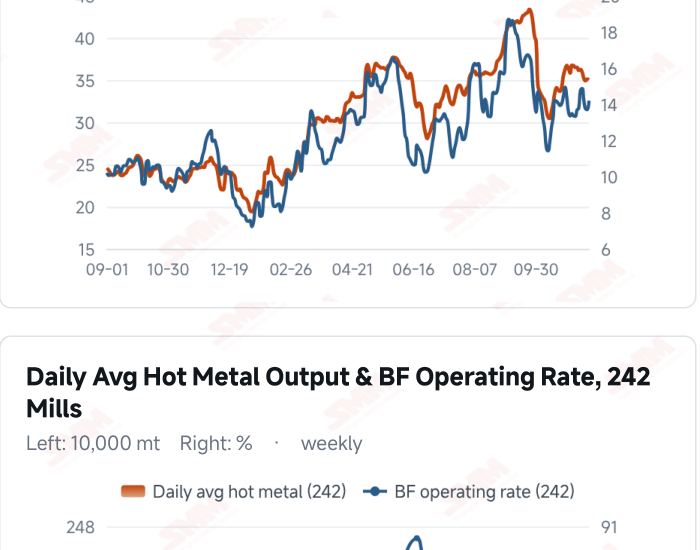 40
18
35
16
30
14
12
25
10
20
8
15
6
09-01 10-30 12-19 02-26 04-21 06-16 08-07 09-30
Daily Avg Hot Metal Output & BF Operating Rate, 242
Mills
Left: 10,000 mt Right: % · weekly
Daily avg hot metal (242) BF operating rate (242)
248 91
SMM